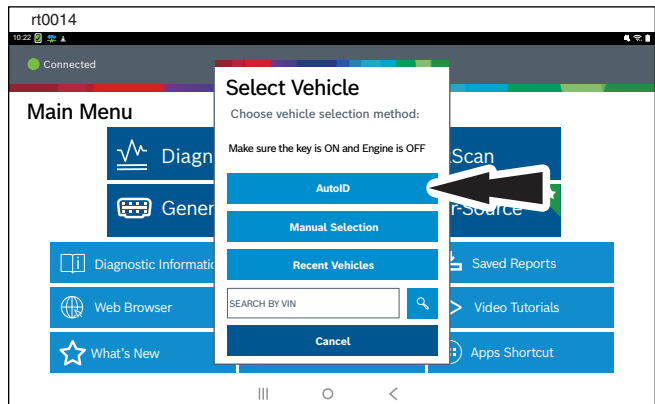 rt0014
10:22
Connected
Select Vehicle
Choose vehicle selection method:
Main Menu
Make sure the key is ON and Engine is OFF
Diagn
Scan
AutoID
Gener
r-Source
Manual Selection
Diagnostic Informatio
Recent Vehicles
Saved Reports
Web Browser
SEARCH BY VIN
Video Tutorials
What's New
Cancel
Apps Shortcut